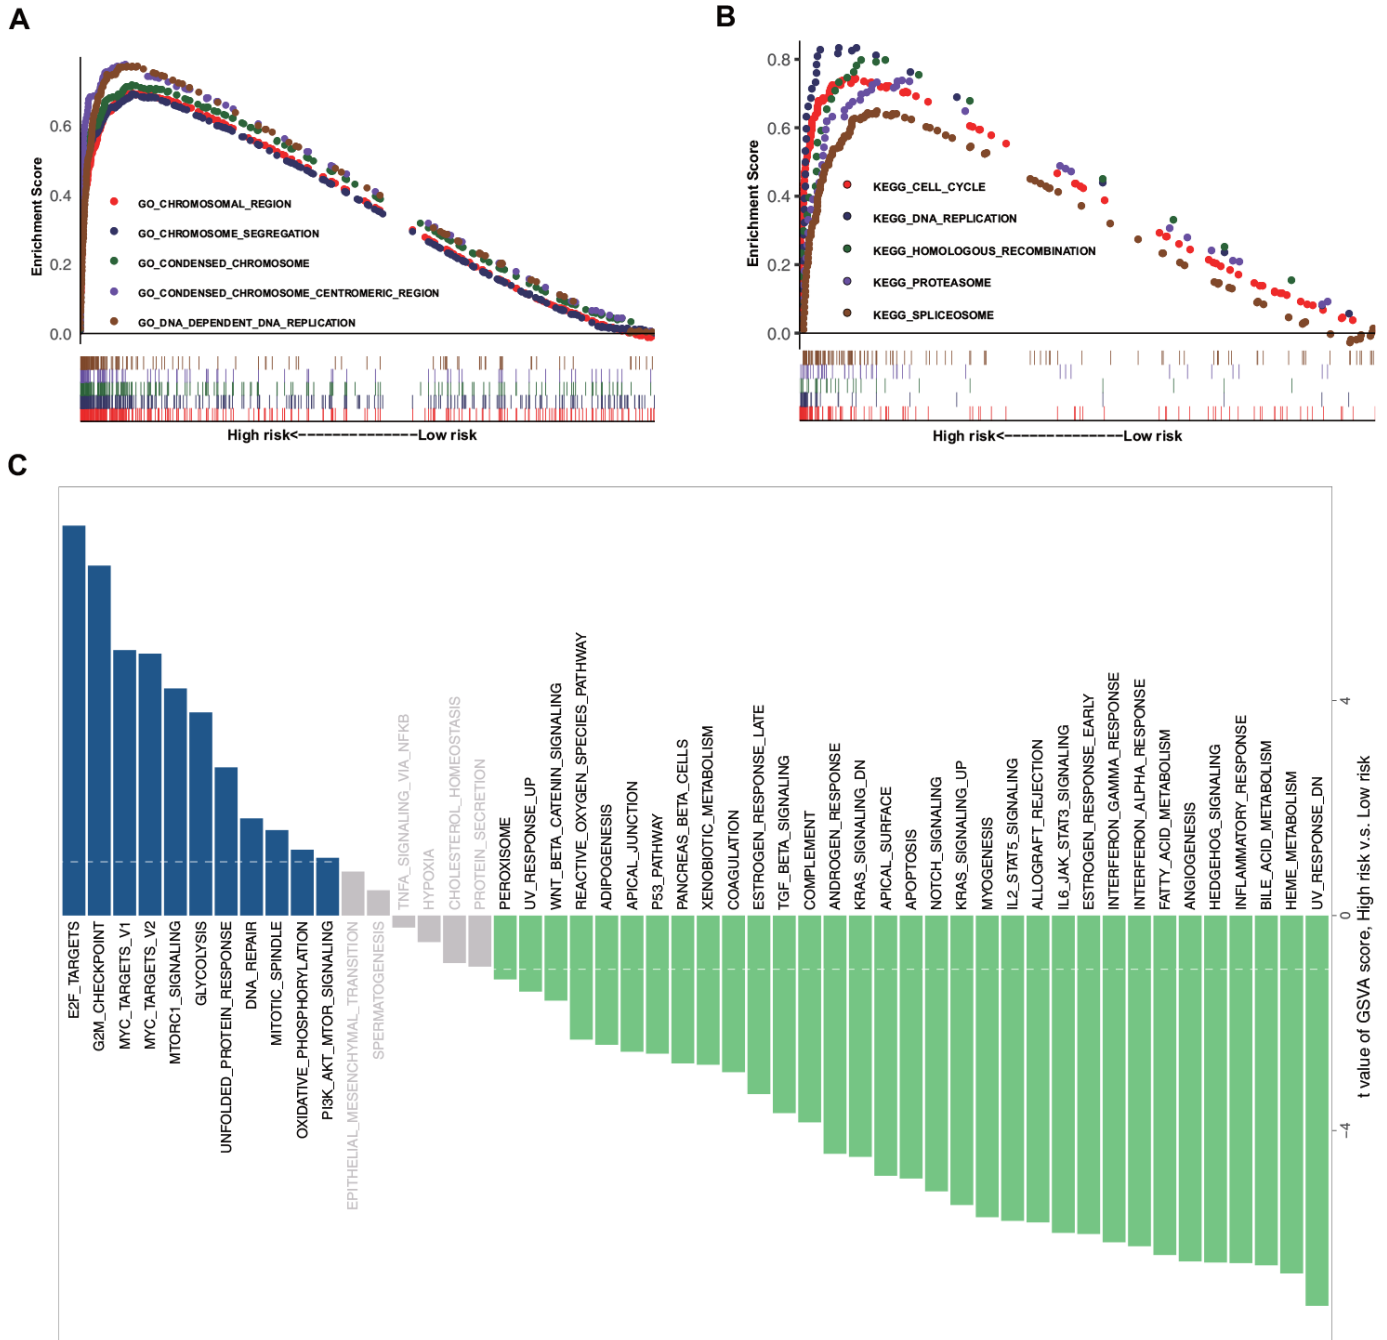 A
Enrichment Score
0.6
0.4
0.2
0.0
GO_CHROMOSOMAL_REGION
GO_CHROMOSOME_SEGREGATION
GO_CONDENSED_CHROMOSOME
GO_CONDENSED_CHROMOSOME_CENTROMERIC_REGION
GO_DNA_DEPENDENT_DNA_REPLICATION
High risk<---------------Low risk
B
Enrichment Score
0.8
0.6
0.4
0.2
0.0
KEGG_CELL_CYCLE
KEGG_DNA_REPLICATION
KEGG_HOMOLOGOUS_RECOMBINATION
KEGG_PROTEASOME
KEGG_SPLICEOSOME
High risk<---------------Low risk
C
E2F_TARGETS
G2M_CHECKPOINT
MYC_TARGETS_V1
MYC_TARGETS_V2
MTORC1_SIGNALING
GLYCOLYSIS
UNFOLDED_PROTEIN_RESPONSE
DNA_REPAIR
MITOTIC_SPINDLE
OXIDATIVE_PHOSPHORYLATION
PI3K_AKT_MTOR_SIGNALING
EPITHELIAL_MESENCHYMAL_TRANSITION
SPERMATOGENESIS
TNFA_SIGNALING_VIA_NFKB
HYPOXIA
CHOLESTEROL_HOMEOSTASIS
PROTEIN_SECRETION
PEROXISOME
UV_RESPONSE_UP
WNT_BETA_CATENIN_SIGNALING
REACTIVE_OXYGEN_SPECIES_PATHWAY
ADIPOGENESIS
APICAL_JUNCTION
P53_PATHWAY
PANCREAS_BETA_CELLS
XENOBIOTIC_METABOLISM
COAGULATION
ESTROGEN_RESPONSE_LATE
TGF_BETA_SIGNALING
COMPLEMENT
ANDROGEN_RESPONSE
KRAS_SIGNALING_DN
APICAL_SURFACE
APOPTOSIS
NOTCH_SIGNALING
KRAS_SIGNALING_UP
MYOGENESIS
IL2_STAT5_SIGNALING
ALLOGRAFT_REJECTION
IL6_JAK_STAT3_SIGNALING
ESTROGEN_RESPONSE_EARLY
INTERFERON_GAMMA_RESPONSE
INTERFERON_ALPHA_RESPONSE
FATTY_ACID_METABOLISM
ANGIOGENESIS
HEDGEHOG_SIGNALING
INFLAMMATORY_RESPONSE
BILE_ACID_METABOLISM
HEME_METABOLISM
UV_RESPONSE_DN
4
0
−4
t value of GSVA score, High risk v.s. Low risk